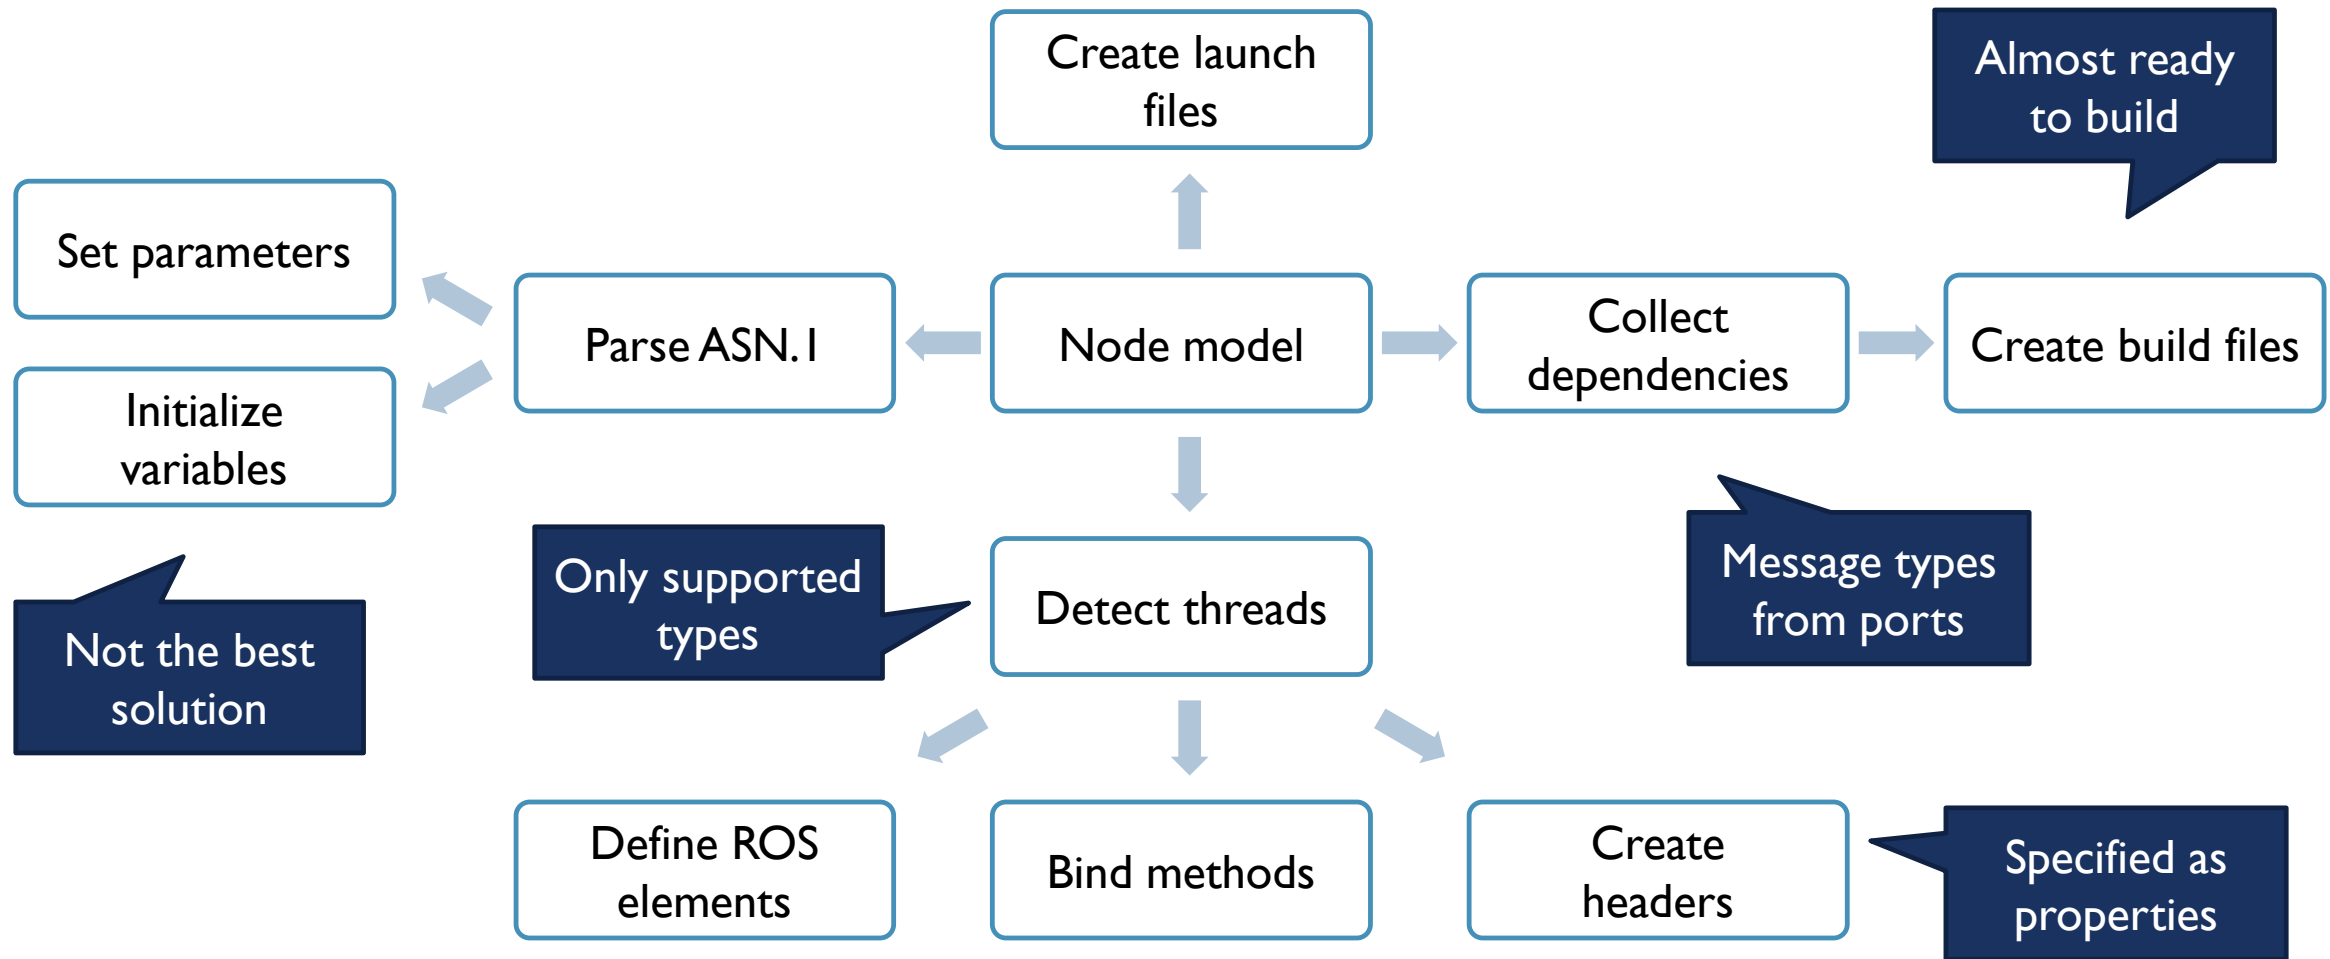 Create launch
files
Almost ready
to build
Set parameters
Parse ASN.1
Node model
Collect
dependencies
Create build files
Initialize
variables
Only supported
types
Detect threads
Message types
from ports
Not the best
solution
Define ROS
elements
Bind methods
Create
headers
Specified as
properties